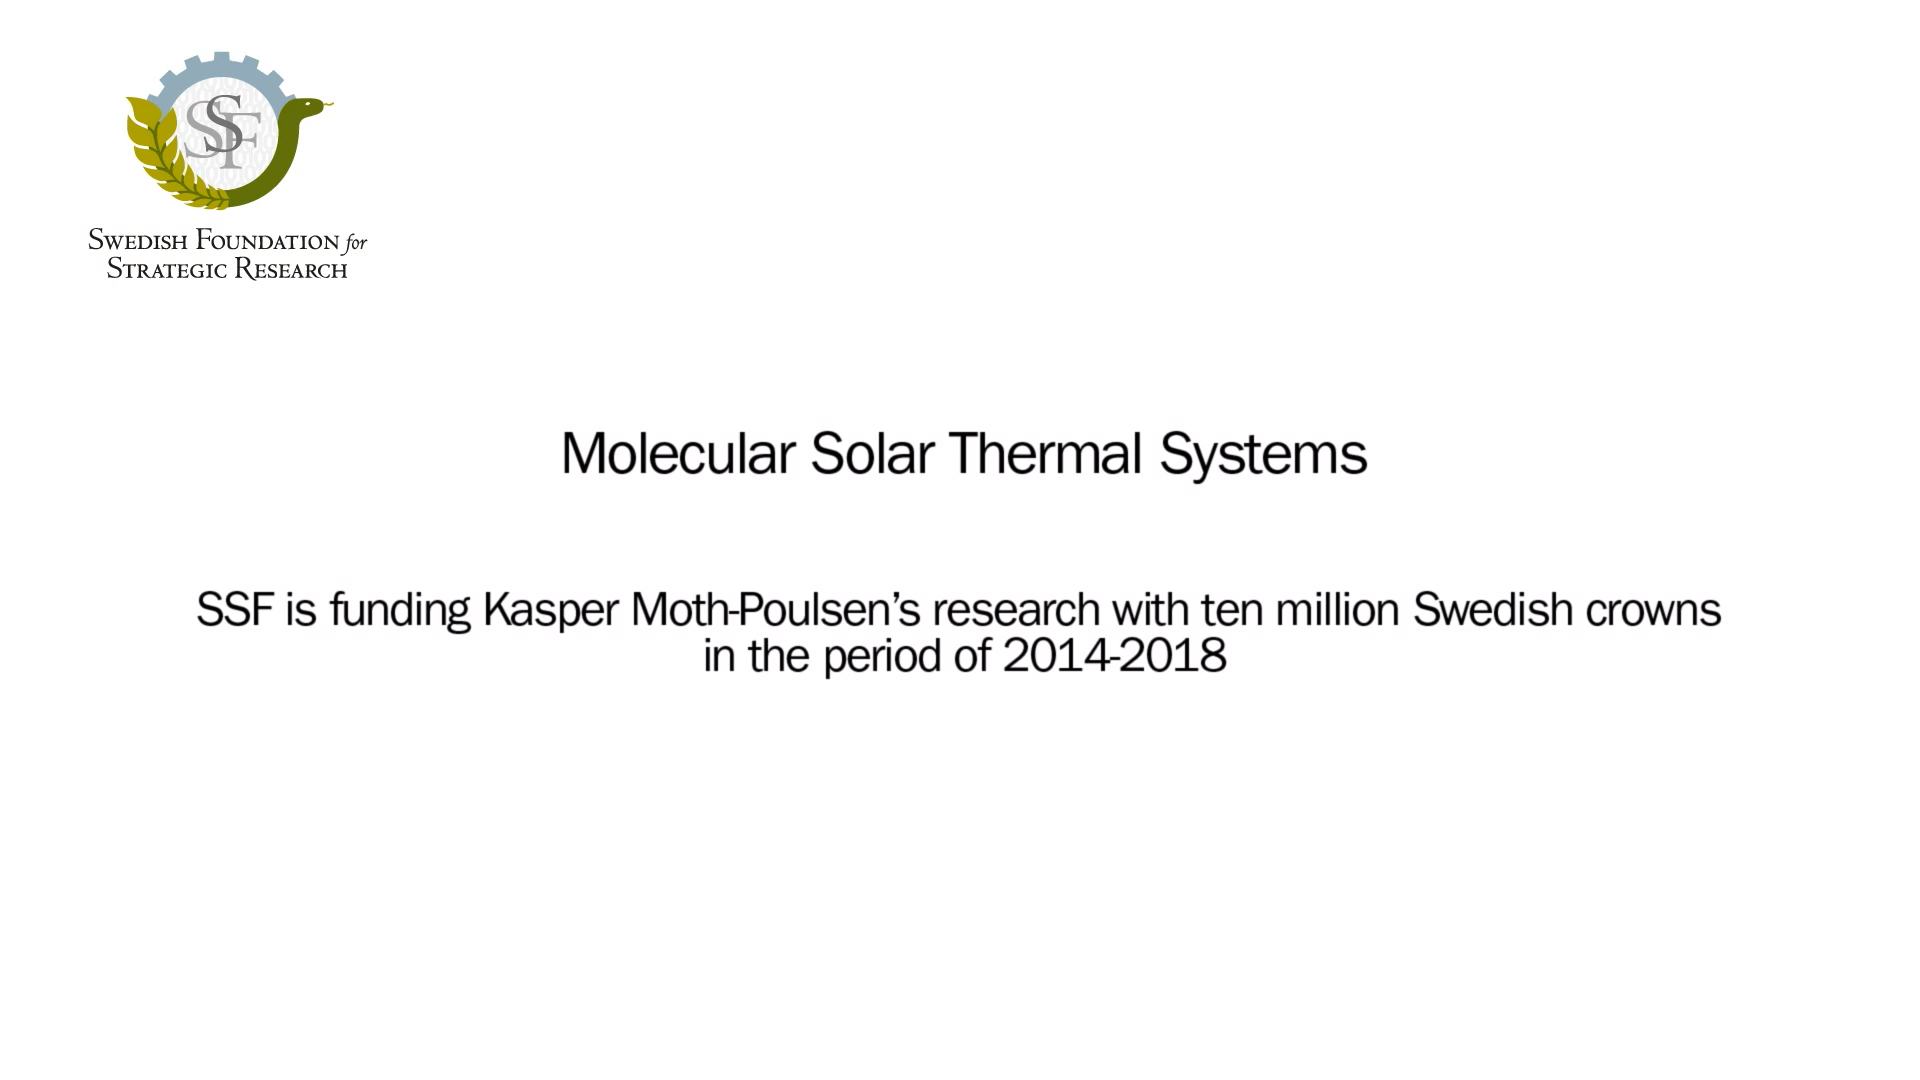 SSF
SWEDISH FOUNDATION for
STRATEGIC RESEARCH
Molecular Solar Thermal Systems
SSF is funding Kasper Moth-Poulsen’s research with ten million Swedish crowns
in the period of 2014-2018